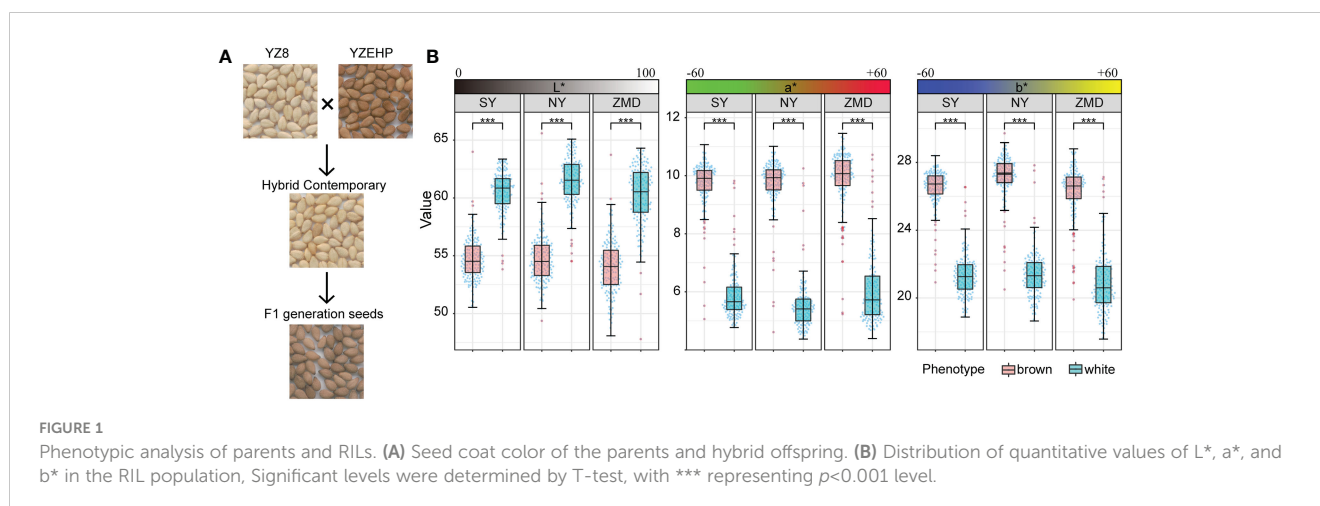 A
YZ8 YZEHP
×
Hybrid Contemporary
F1 generation seeds
B
0 100 -60 +60 -60 +60
L* a* b*
SY NY ZMD SY NY ZMD SY NY ZMD
*** *** *** *** *** *** *** *** ***
Value
65
60
55
50
12
10
8
6
28
24
20
Phenotype brown white
FIGURE 1
Phenotypic analysis of parents and RILs. (A) Seed coat color of the parents and hybrid offspring. (B) Distribution of quantitative values of L*, a*, and
b* in the RIL population, Significant levels were determined by T-test, with *** representing p<0.001 level.